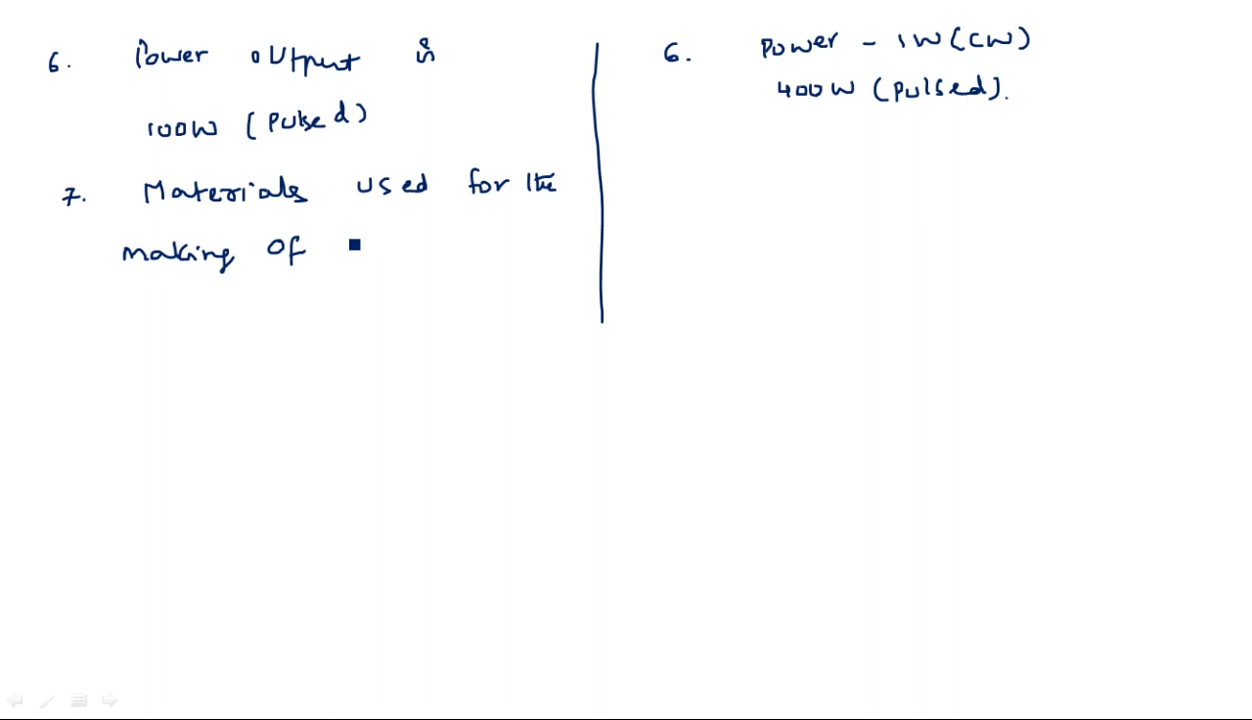 6. Power output is
100W (Pulsed)
7. Materials used for the
making of
6. Power - 1W (CW)
400W (Pulsed).